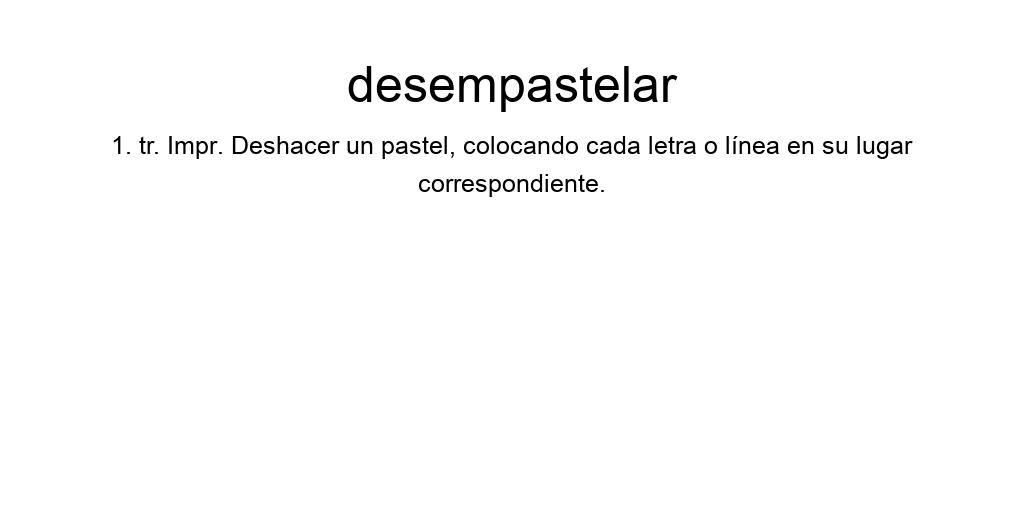 desempastelar
1. tr. Impr. Deshacer un pastel, colocando cada letra o línea en su lugar
correspondiente.